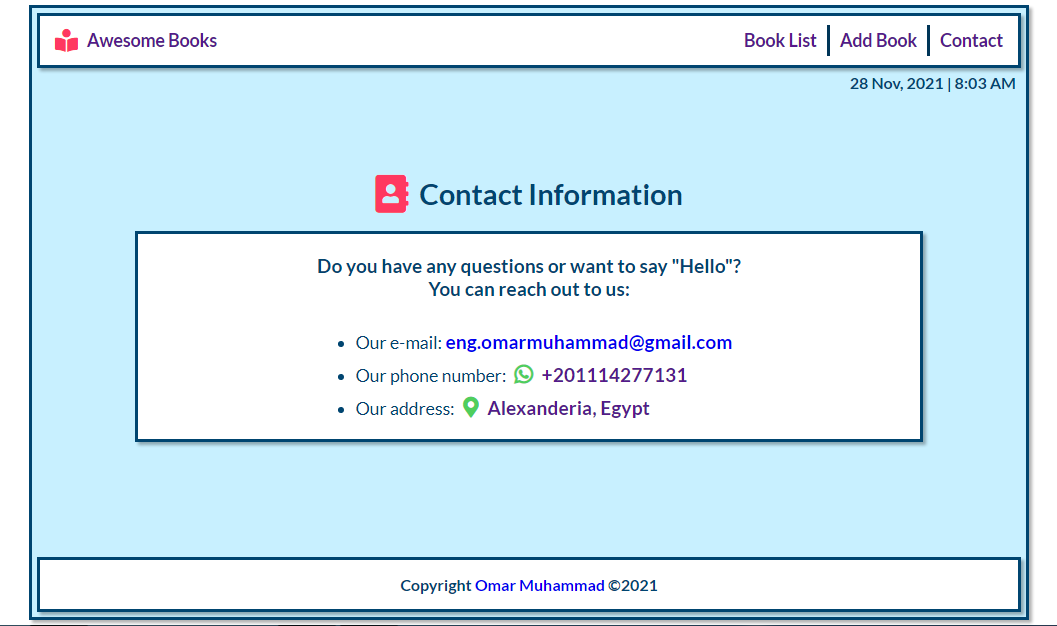 Awesome Books
Book List
Add Book
Contact
28 Nov, 2021 | 8:03 AM
Contact Information
Do you have any questions or want to say "Hello"?
You can reach out to us:
Our e-mail: eng.omarmuhammad@gmail.com
Our phone number: +201114277131
Our address: Alexanderia, Egypt
Copyright Omar Muhammad ©2021